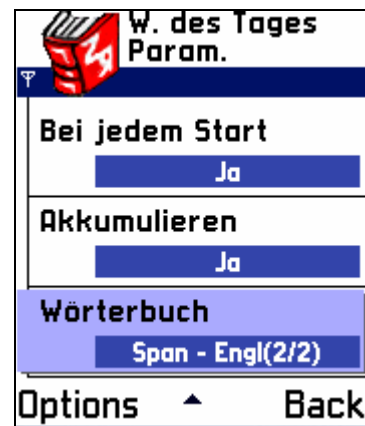 W. des Tages
Param.
Bei jedem Start
Ja
Akkumulieren
Ja
Wörterbuch
Span - Engl(2/2)
Options Back